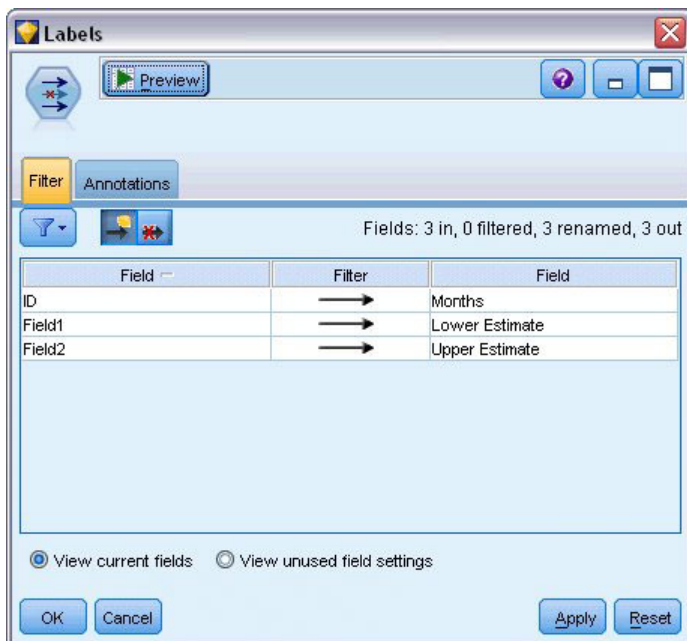 Labels
Preview
Filter Annotations
Fields: 3 in, 0 filtered, 3 renamed, 3 out
Field Filter Field
ID Months
Field1 Lower Estimate
Field2 Upper Estimate
View current fields View unused field settings
OK Cancel Apply Reset